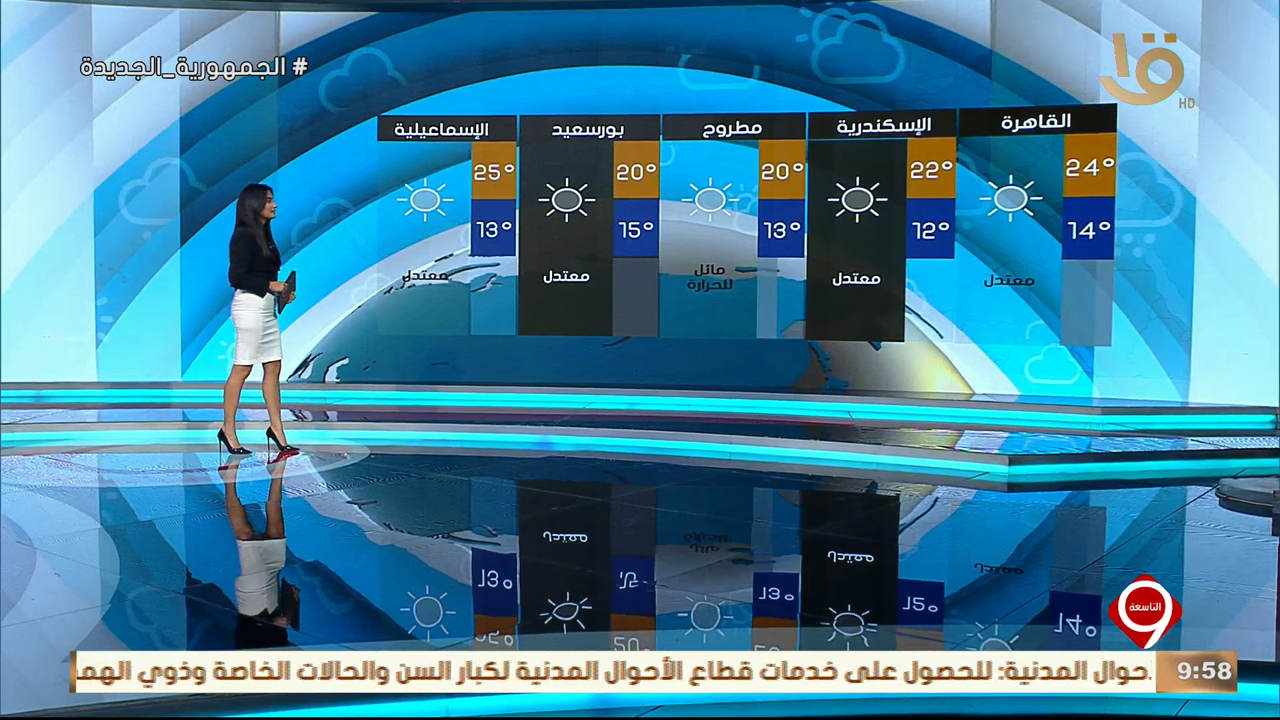 # الجمهورية_الجديدة
HD
القاهرة
24°
14°
معتدل
الإسكندرية
22°
12°
معتدل
مطروح
20°
13°
مائل
للحرارة
بورسعيد
20°
15°
معتدل
الإسماعيلية
25°
13°
معتدل
التاسعة
9
حوال المدنية: للحصول على خدمات قطاع الأحوال المدنية لكبار السن والحالات الخاصة وذوي الهمـ
9:58